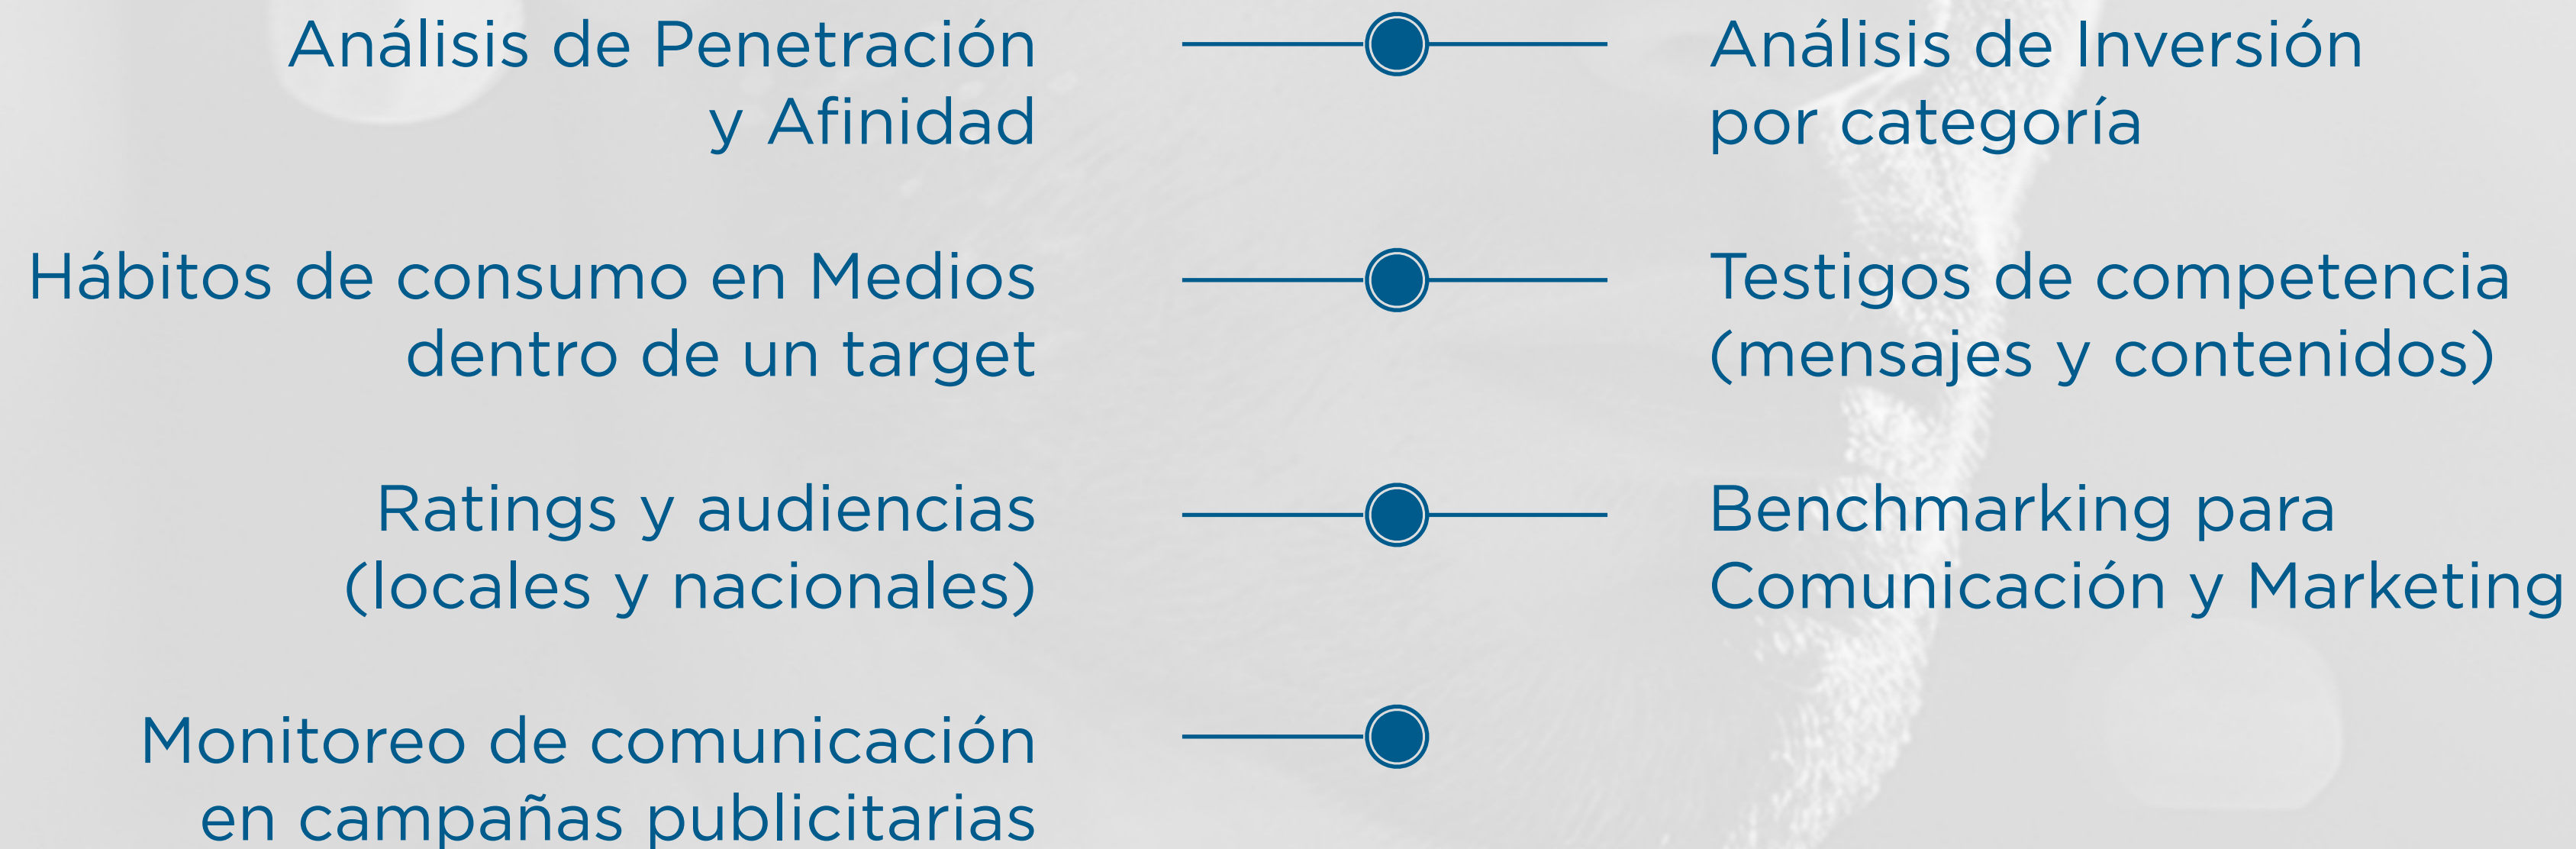 Análisis de Penetración
y Afinidad
Hábitos de consumo en Medios
dentro de un target
Ratings y audiencias
(locales y nacionales)
Monitoreo de comunicación
en campañas publicitarias
Análisis de Inversión
por categoría
Testigos de competencia
(mensajes y contenidos)
Benchmarking para
Comunicación y Marketing